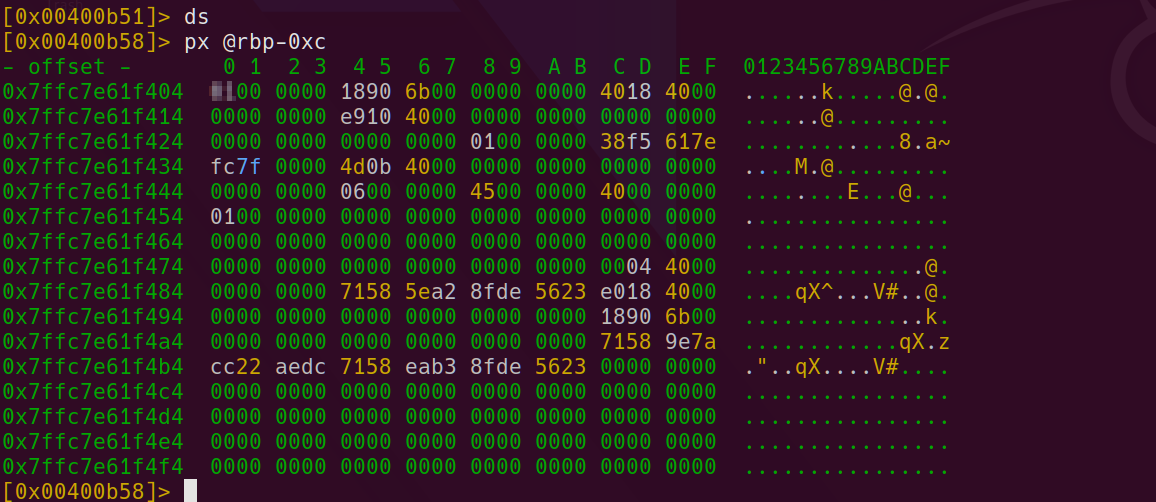 [0x00400b51]> ds
[0x00400b58]> px @rbp-0xc
- offset -   0 1  2 3  4 5  6 7  8 9  A B  C D  E F  0123456789ABCDEF
0x7ffc7e61f404  00 0000 1890 6b00 0000 0000 4018 4000  ......k.....@.@.
0x7ffc7e61f414  0000 0000 e910 4000 0000 0000 0000 0000  ......@.........
0x7ffc7e61f424  0000 0000 0000 0000 0100 0000 38f5 617e  ............8.a~
0x7ffc7e61f434  fc7f 0000 4d0b 4000 0000 0000 0000 0000  ....M.@.........
0x7ffc7e61f444  0000 0000 0600 0000 4500 0000 4000 0000  ........E...@...
0x7ffc7e61f454  0100 0000 0000 0000 0000 0000 0000 0000  ................
0x7ffc7e61f464  0000 0000 0000 0000 0000 0000 0000 0000  ................
0x7ffc7e61f474  0000 0000 0000 0000 0000 0000 0004 4000  ..............@.
0x7ffc7e61f484  0000 0000 7158 5ea2 8fde 5623 e018 4000  ....qX^...V#..@.
0x7ffc7e61f494  0000 0000 0000 0000 0000 0000 1890 6b00  ..............k.
0x7ffc7e61f4a4  0000 0000 0000 0000 0000 0000 7158 9e7a  ............qX.z
0x7ffc7e61f4b4  cc22 aedc 7158 eab3 8fde 5623 0000 0000  ."..qX....V#....
0x7ffc7e61f4c4  0000 0000 0000 0000 0000 0000 0000 0000  ................
0x7ffc7e61f4d4  0000 0000 0000 0000 0000 0000 0000 0000  ................
0x7ffc7e61f4e4  0000 0000 0000 0000 0000 0000 0000 0000  ................
0x7ffc7e61f4f4  0000 0000 0000 0000 0000 0000 0000 0000  ................
[0x00400b58]>